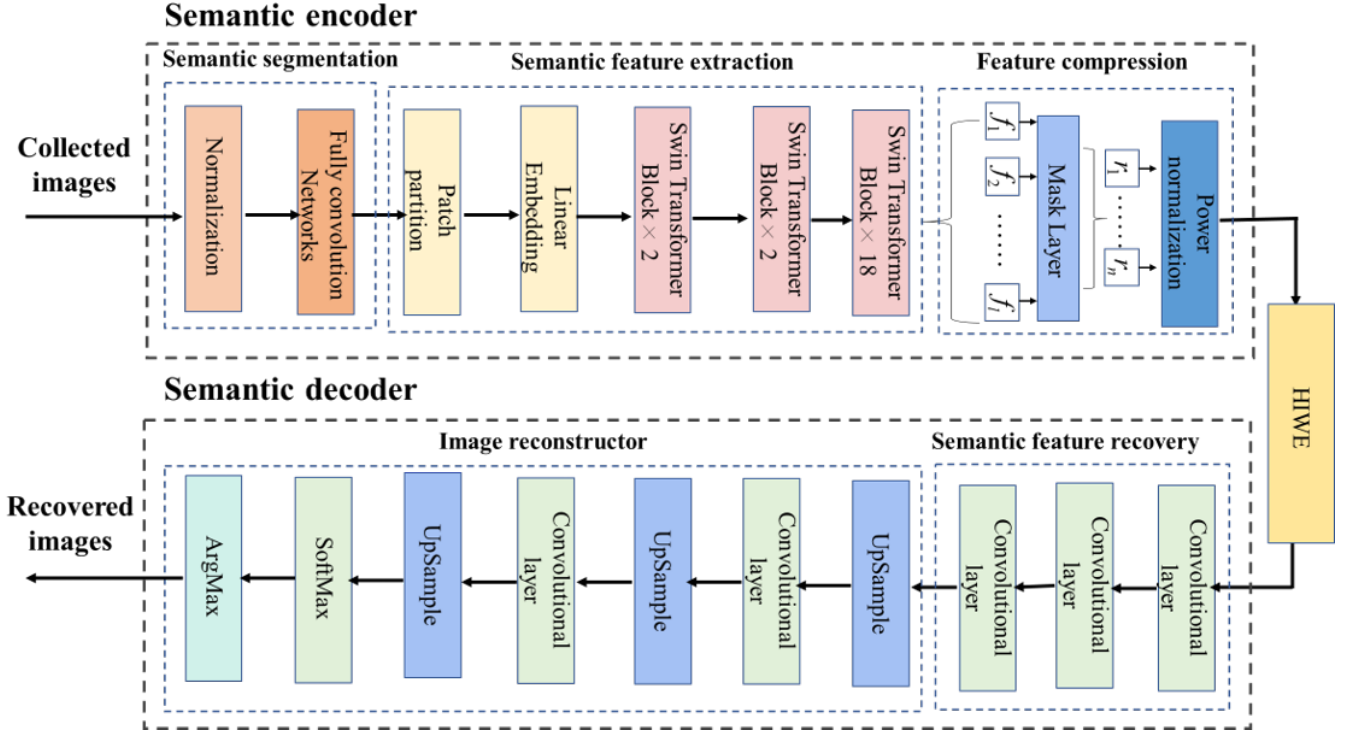 Semantic encoder
Semantic segmentation
Semantic feature extraction
Feature compression
Collected
images
Normalization
Fully convolution
Networks
Patch
partition
Linear
Embedding
Swin Transformer
Block × 2
Swin Transformer
Block × 2
Swin Transformer
Block × 18
f1
f2
······
fl
Mask Layer
r1
······
rn
Power
normalization
HIWE
Semantic decoder
Image reconstructor
Semantic feature recovery
Recovered
images
ArgMax
SoftMax
UpSample
Convolutional
layer
UpSample
Convolutional
layer
UpSample
Convolutional
layer
Convolutional
layer
Convolutional
layer